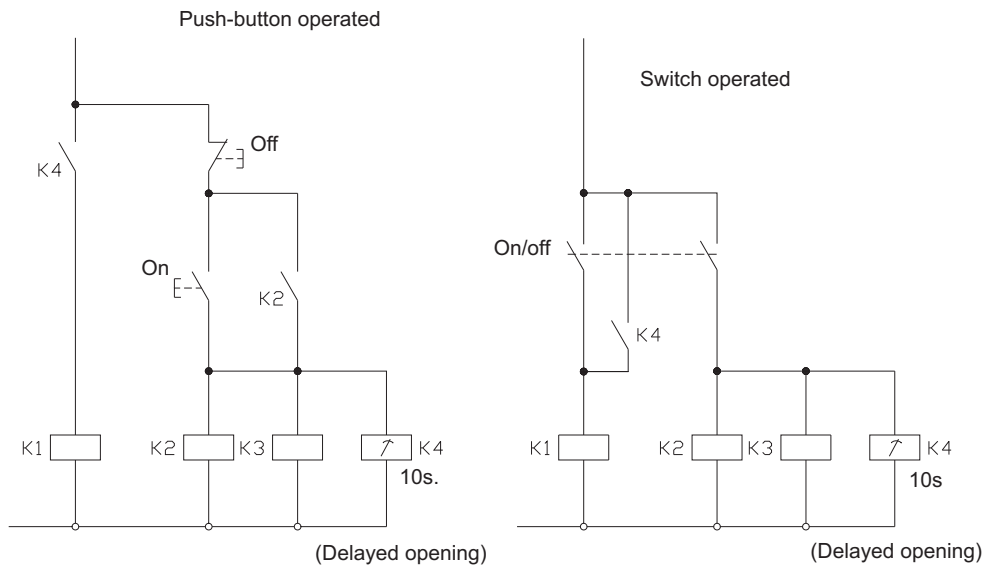 Push-button operated
Off
K4
On
K2
K1
K2
K3
K4
10s.
(Delayed opening)
Switch operated
On/off
K4
K1
K2
K3
K4
10s
(Delayed opening)